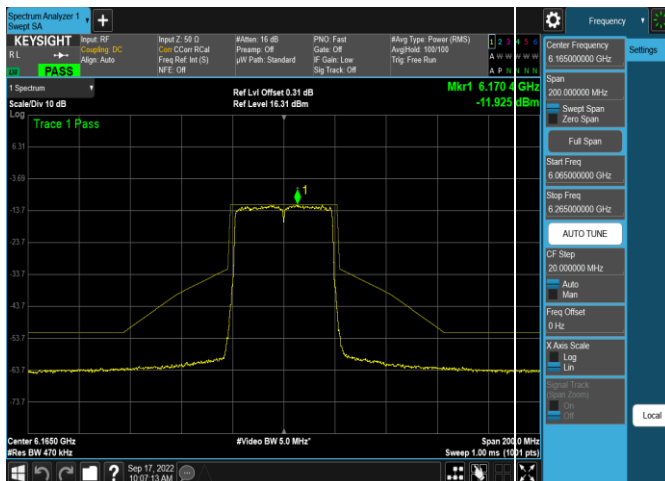 Spectrum Analyzer 1
Swept SA
+
Frequency
KEYSIGHT
RL
PASS
Input: RF
Coupling: DC
Align: Auto
Input Z: 50 Ω
Corr CCorr RCal
Freq Ref: Int (S)
NFE: Off
#Atten: 16 dB
Preamp: Off
µW Path: Standard
PNO: Fast
Gate: Off
IF Gain: Low
Sig Track: Off
#Avg Type: Power (RMS)
Avg|Hold: 100/100
Trig: Free Run
1 2 3 4 5 6
A W W W W W
A P N N N N
1 Spectrum
Scale/Div 10 dB
Log
Ref Lvl Offset 0.31 dB
Ref Level 16.31 dBm
Mkr1 6.170 4 GHz
-11.925 dBm
Trace 1 Pass
1
6.31
-3.69
-13.7
-23.7
-33.7
-43.7
-53.7
-63.7
-73.7
Center 6.1650 GHz
#Res BW 470 kHz
#Video BW 5.0 MHz*
Span 200.0 MHz
Sweep 1.00 ms (1001 pts)
Sep 17, 2022
10:07:13 AM
?
Center Frequency
6.165000000 GHz
Span
200.000000 MHz
Swept Span
Zero Span
Full Span
Start Freq
6.065000000 GHz
Stop Freq
6.265000000 GHz
AUTO TUNE
CF Step
20.000000 MHz
Auto
Man
Freq Offset
0 Hz
X Axis Scale
Log
Lin
Signal Track
(Span Zoom)
On
Off
Settings
Local